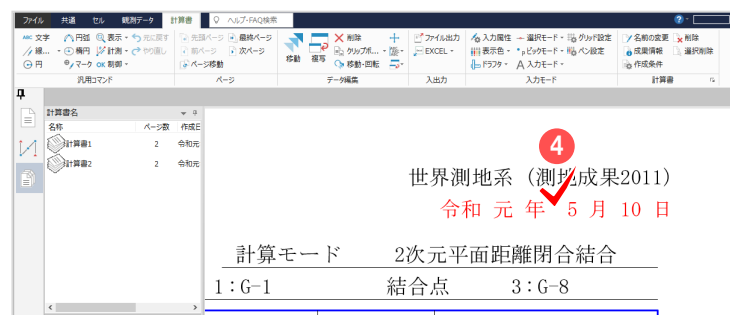 ファイル 共通 セル 観測データ 計算書 ヘルプ・FAQ検索 ?
ABC 文字 円弧 表示 元に戻す 先頭ページ 最終ページ 移動 複写 削除 ファイル出力 入力属性 選択モード グリッド設定 名前の変更 削除
線... 楕円 計測 やり直し 前ページ 次ページ クリップボ... EXCEL 表示色 ピックモード ペン設定 成果情報 選択削除
円 マーク OK 制御 ページ移動 移動・回転 ドラフタ A 入力モード 作成条件
汎用コマンド ページ データ編集 入出力 入力モード 計算書
計算書名
名称 ページ数 作成日
計算書1 2 令和元
計算書2 2 令和元
4
世界測地系（測地成果2011）
令和 元 年 5 月 10 日
計算モード 2次元平面距離閉合結合
1：G-1 結合点 3：G-8